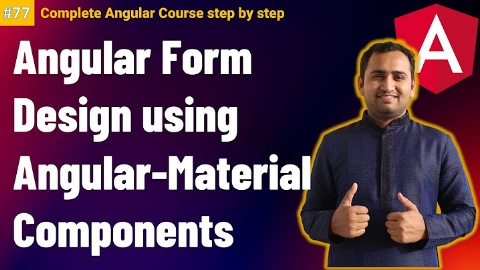 #77 Complete Angular Course step by step
A
Angular Form
Design using
Angular-Material
Components